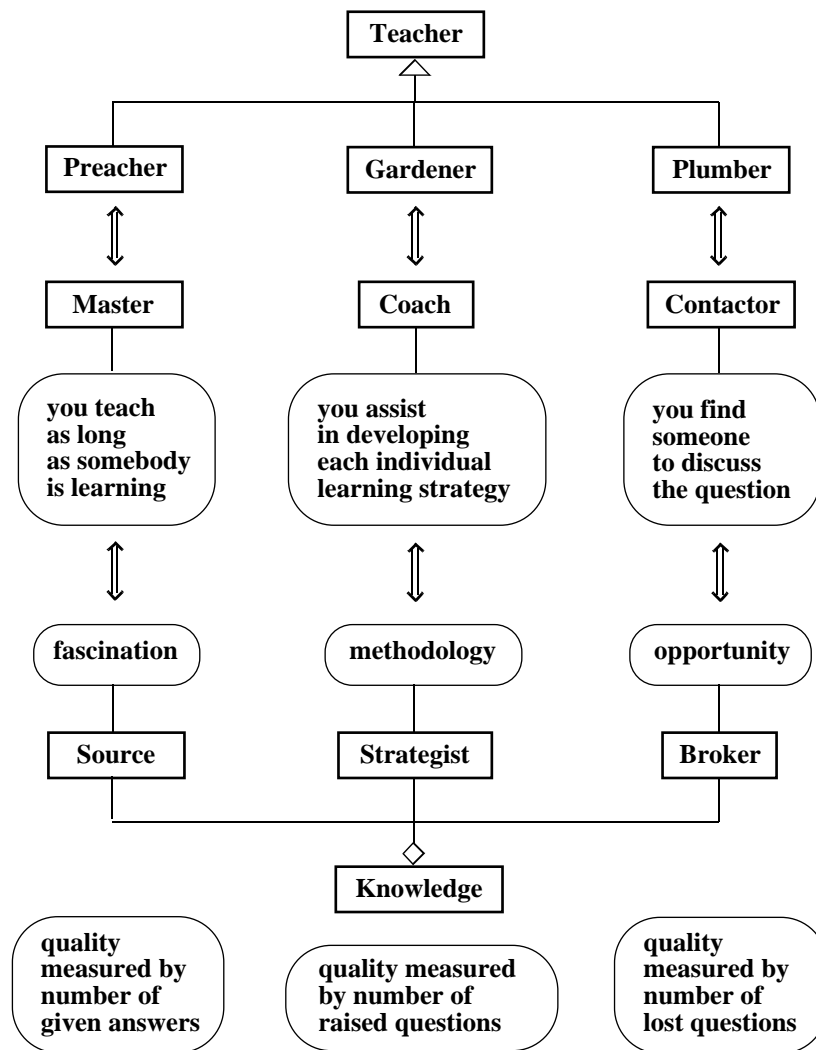 Teacher
Preacher
Gardener
Plumber
Master
Coach
Contactor
you teach
as long
as somebody
is learning
you assist
in developing
each individual
learning strategy
you find
someone
to discuss
the question
fascination
methodology
opportunity
Source
Strategist
Broker
Knowledge
quality
measured by
number of
given answers
quality measured
by number of
raised questions
quality
measured by
number of
lost questions